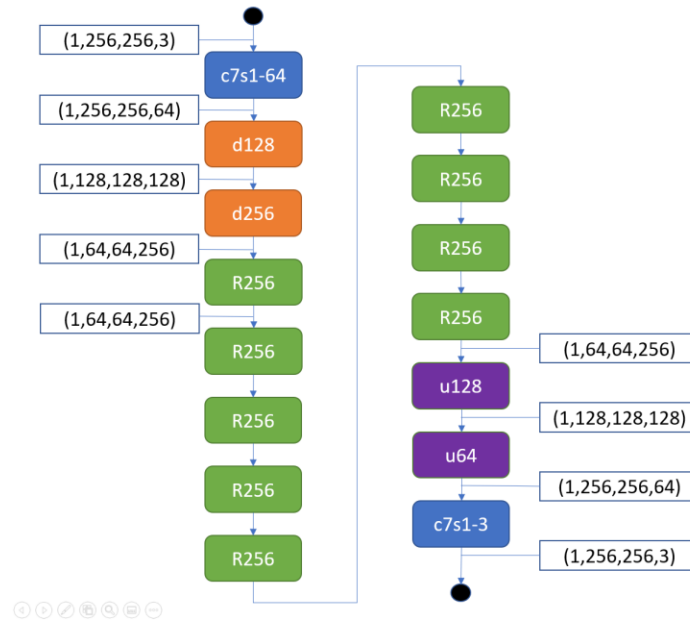 (1,256,256,3)
c7s1-64
(1,256,256,64)
d128
(1,128,128,128)
d256
(1,64,64,256)
R256
(1,64,64,256)
R256
R256
R256
R256
R256
R256
R256
R256
(1,64,64,256)
u128
(1,128,128,128)
u64
(1,256,256,64)
c7s1-3
(1,256,256,3)